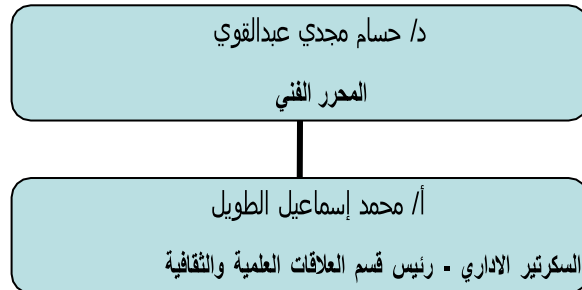 د/ حسام مجدي عبدالقوي
المحرر الفني
أ/ محمد إسماعيل الطويل
السكرتير الاداري - رئيس قسم العلاقات العلمية والثقافية